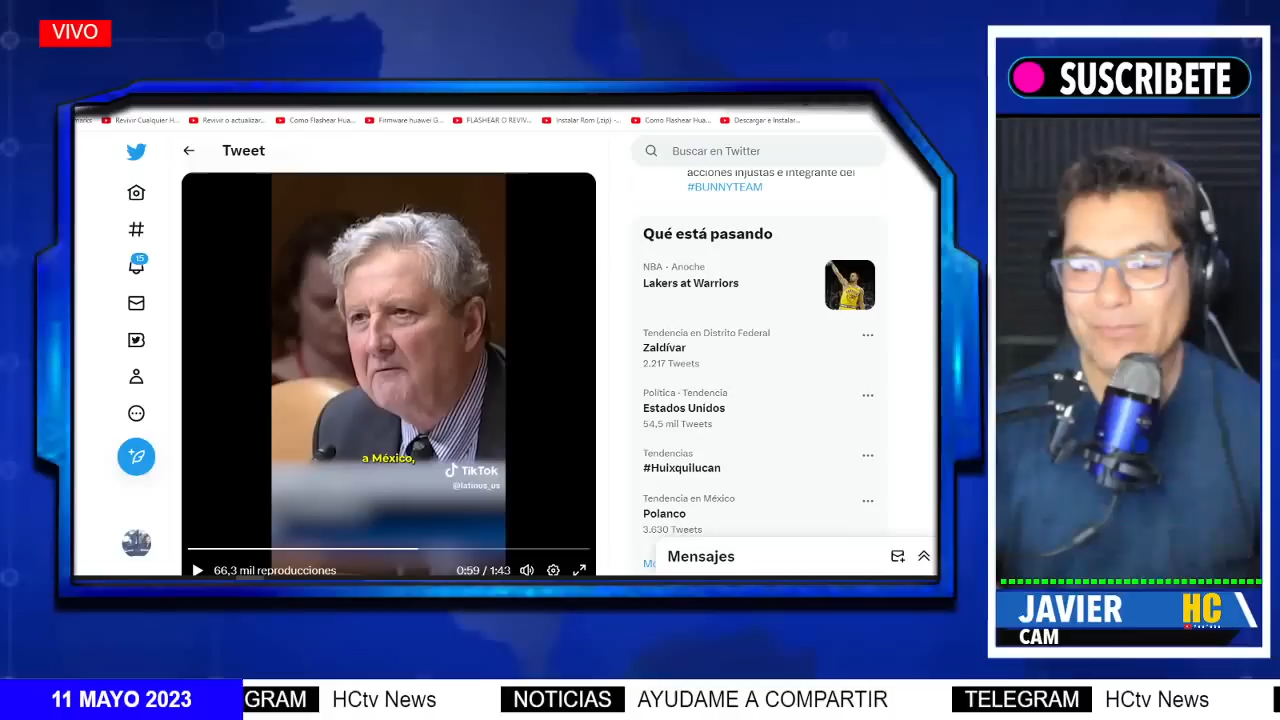 VIVO
marks
Revivir Cualquier H...
Revivir o actualizar...
Como Flashear Hua...
Firmware huawei G...
FLASHEAR O REVIV...
Instalar Rom (.zip) -...
Como Flashear Hua...
Descargar e Instalar...
Tweet
Buscar en Twitter
acciones injustas e integrante del
#BUNNYTEAM
15
Qué está pasando
NBA · Anoche
Lakers at Warriors
Tendencia en Distrito Federal
Zaldívar
2.217 Tweets
Política · Tendencia
Estados Unidos
54,5 mil Tweets
Tendencias
#Huixquilucan
Tendencia en México
Polanco
3.630 Tweets
Mensajes
a México,
TikTok
@latinus_us
66,3 mil reproducciones
0:59 / 1:43
SUSCRIBETE
JAVIER
HC
CAM
11 MAYO 2023
GRAM
HCtv News
NOTICIAS
AYUDAME A COMPARTIR
TELEGRAM
HCtv News